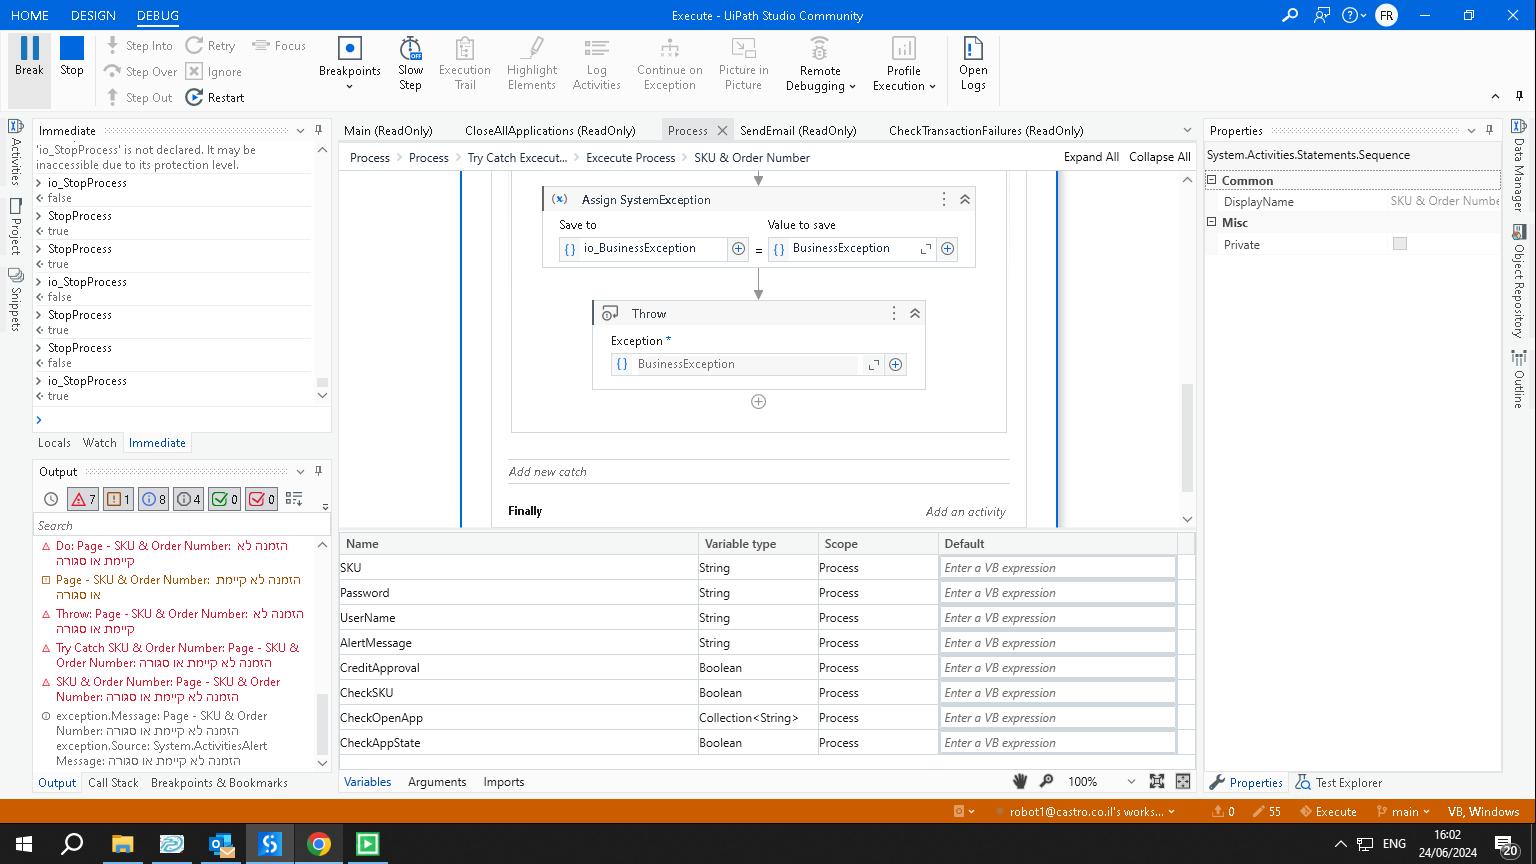 HOME DESIGN DEBUG
Execute - UiPath Studio Community
FR
Break
Stop
Step Into
Step Over
Step Out
Retry
Ignore
Restart
Focus
Breakpoints
Slow
Step
Execution
Trail
Highlight
Elements
Log
Activities
Continue on
Exception
Picture in
Picture
Remote
Debugging
Profile
Execution
Open
Logs
Activities
Project
Snippets
Immediate
'io_StopProcess' is not declared. It may be
inaccessible due to its protection level.
io_StopProcess
false
StopProcess
true
StopProcess
true
io_StopProcess
false
StopProcess
true
StopProcess
false
io_StopProcess
true
Locals Watch Immediate
Output
7 1 8 4 0 0
Search
Do: Page - SKU & Order Number: הזמנה לא
קיימת או סגורה
Page - SKU & Order Number: הזמנה לא קיימת
או סגורה
Throw: Page - SKU & Order Number: הזמנה לא
קיימת או סגורה
Try Catch SKU & Order Number: Page - SKU &
Order Number: הזמנה לא קיימת או סגורה
SKU & Order Number: Page - SKU & Order
Number: הזמנה לא קיימת או סגורה
exception.Message: Page - SKU & Order
Number: הזמנה לא קיימת או סגורה
exception.Source: System.ActivitiesAlert
Message: הזמנה לא קיימת או סגורה
Output Call Stack Breakpoints & Bookmarks
Main (ReadOnly) CloseAllApplications (ReadOnly) Process SendEmail (ReadOnly) CheckTransactionFailures (ReadOnly)
Process Process Try Catch Excecut... Excecute Process SKU & Order Number
Expand All Collapse All
(x) Assign SystemException
Save to Value to save
{} io_BusinessException = {} BusinessException
Throw
Exception *
{} BusinessException
Add new catch
Finally Add an activity
Name Variable type Scope Default
SKU String Process Enter a VB expression
Password String Process Enter a VB expression
UserName String Process Enter a VB expression
AlertMessage String Process Enter a VB expression
CreditApproval Boolean Process Enter a VB expression
CheckSKU Boolean Process Enter a VB expression
CheckOpenApp Collection<String> Process Enter a VB expression
CheckAppState Boolean Process Enter a VB expression
Variables Arguments Imports
100%
Properties
System.Activities.Statements.Sequence
Common
DisplayName SKU & Order Numbe
Misc
Private
Properties Test Explorer
Data Manager
Object Repository
Outline
robot1@castro.co.il's works... 0 55 Execute main VB, Windows
ENG
16:02
24/06/2024
20